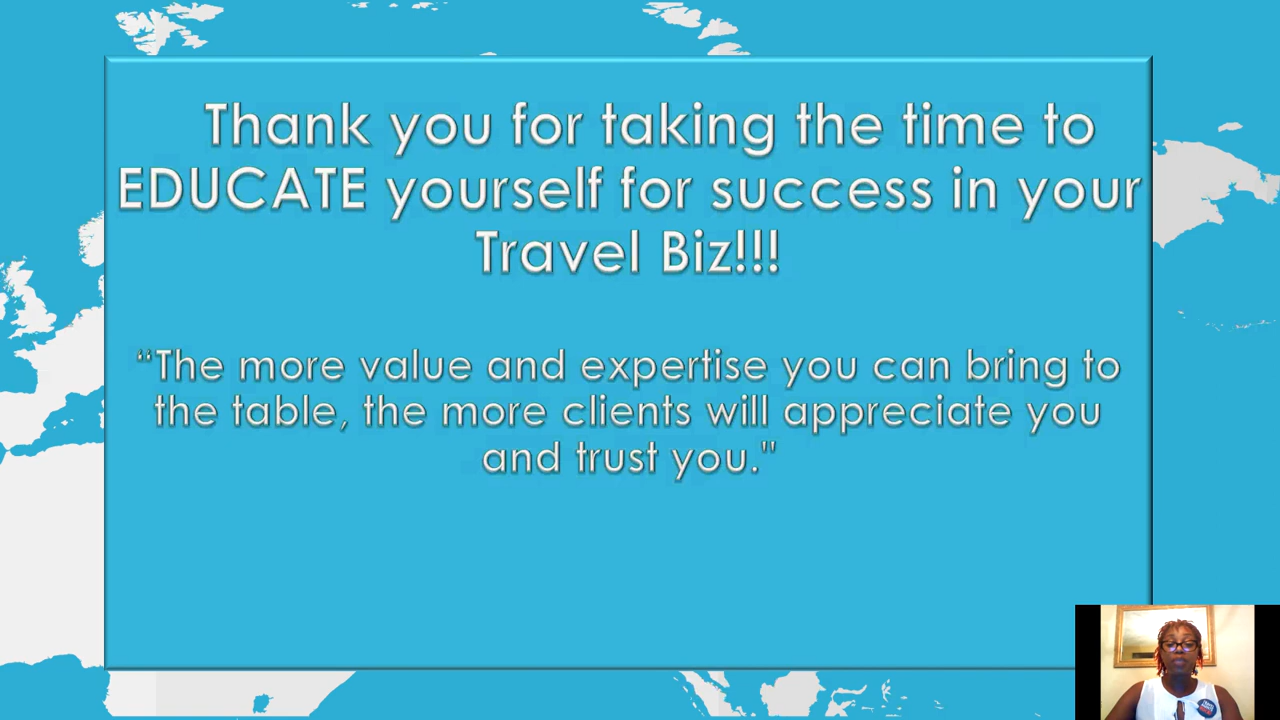 Thank you for taking the time to
EDUCATE yourself for success in your
Travel Biz!!!
“The more value and expertise you can bring to
the table, the more clients will appreciate you
and trust you."